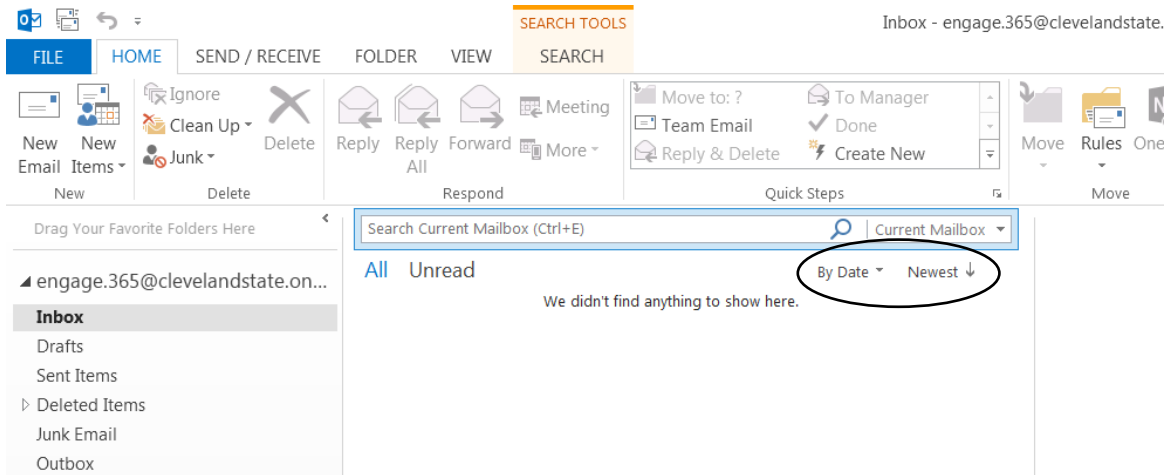 SEARCH TOOLS
Inbox - engage.365@clevelandstate.
FILE HOME SEND / RECEIVE FOLDER VIEW SEARCH
New Email
New Items
New
Ignore
Clean Up
Junk
Delete
Delete
Reply
Reply All
Forward
Meeting
More
Respond
Move to: ?
Team Email
Reply & Delete
To Manager
Done
Create New
Quick Steps
Move
Rules
One
Move
Drag Your Favorite Folders Here
Search Current Mailbox (Ctrl+E)
Current Mailbox
All Unread
By Date Newest
We didn't find anything to show here.
engage.365@clevelandstate.on...
Inbox
Drafts
Sent Items
Deleted Items
Junk Email
Outbox